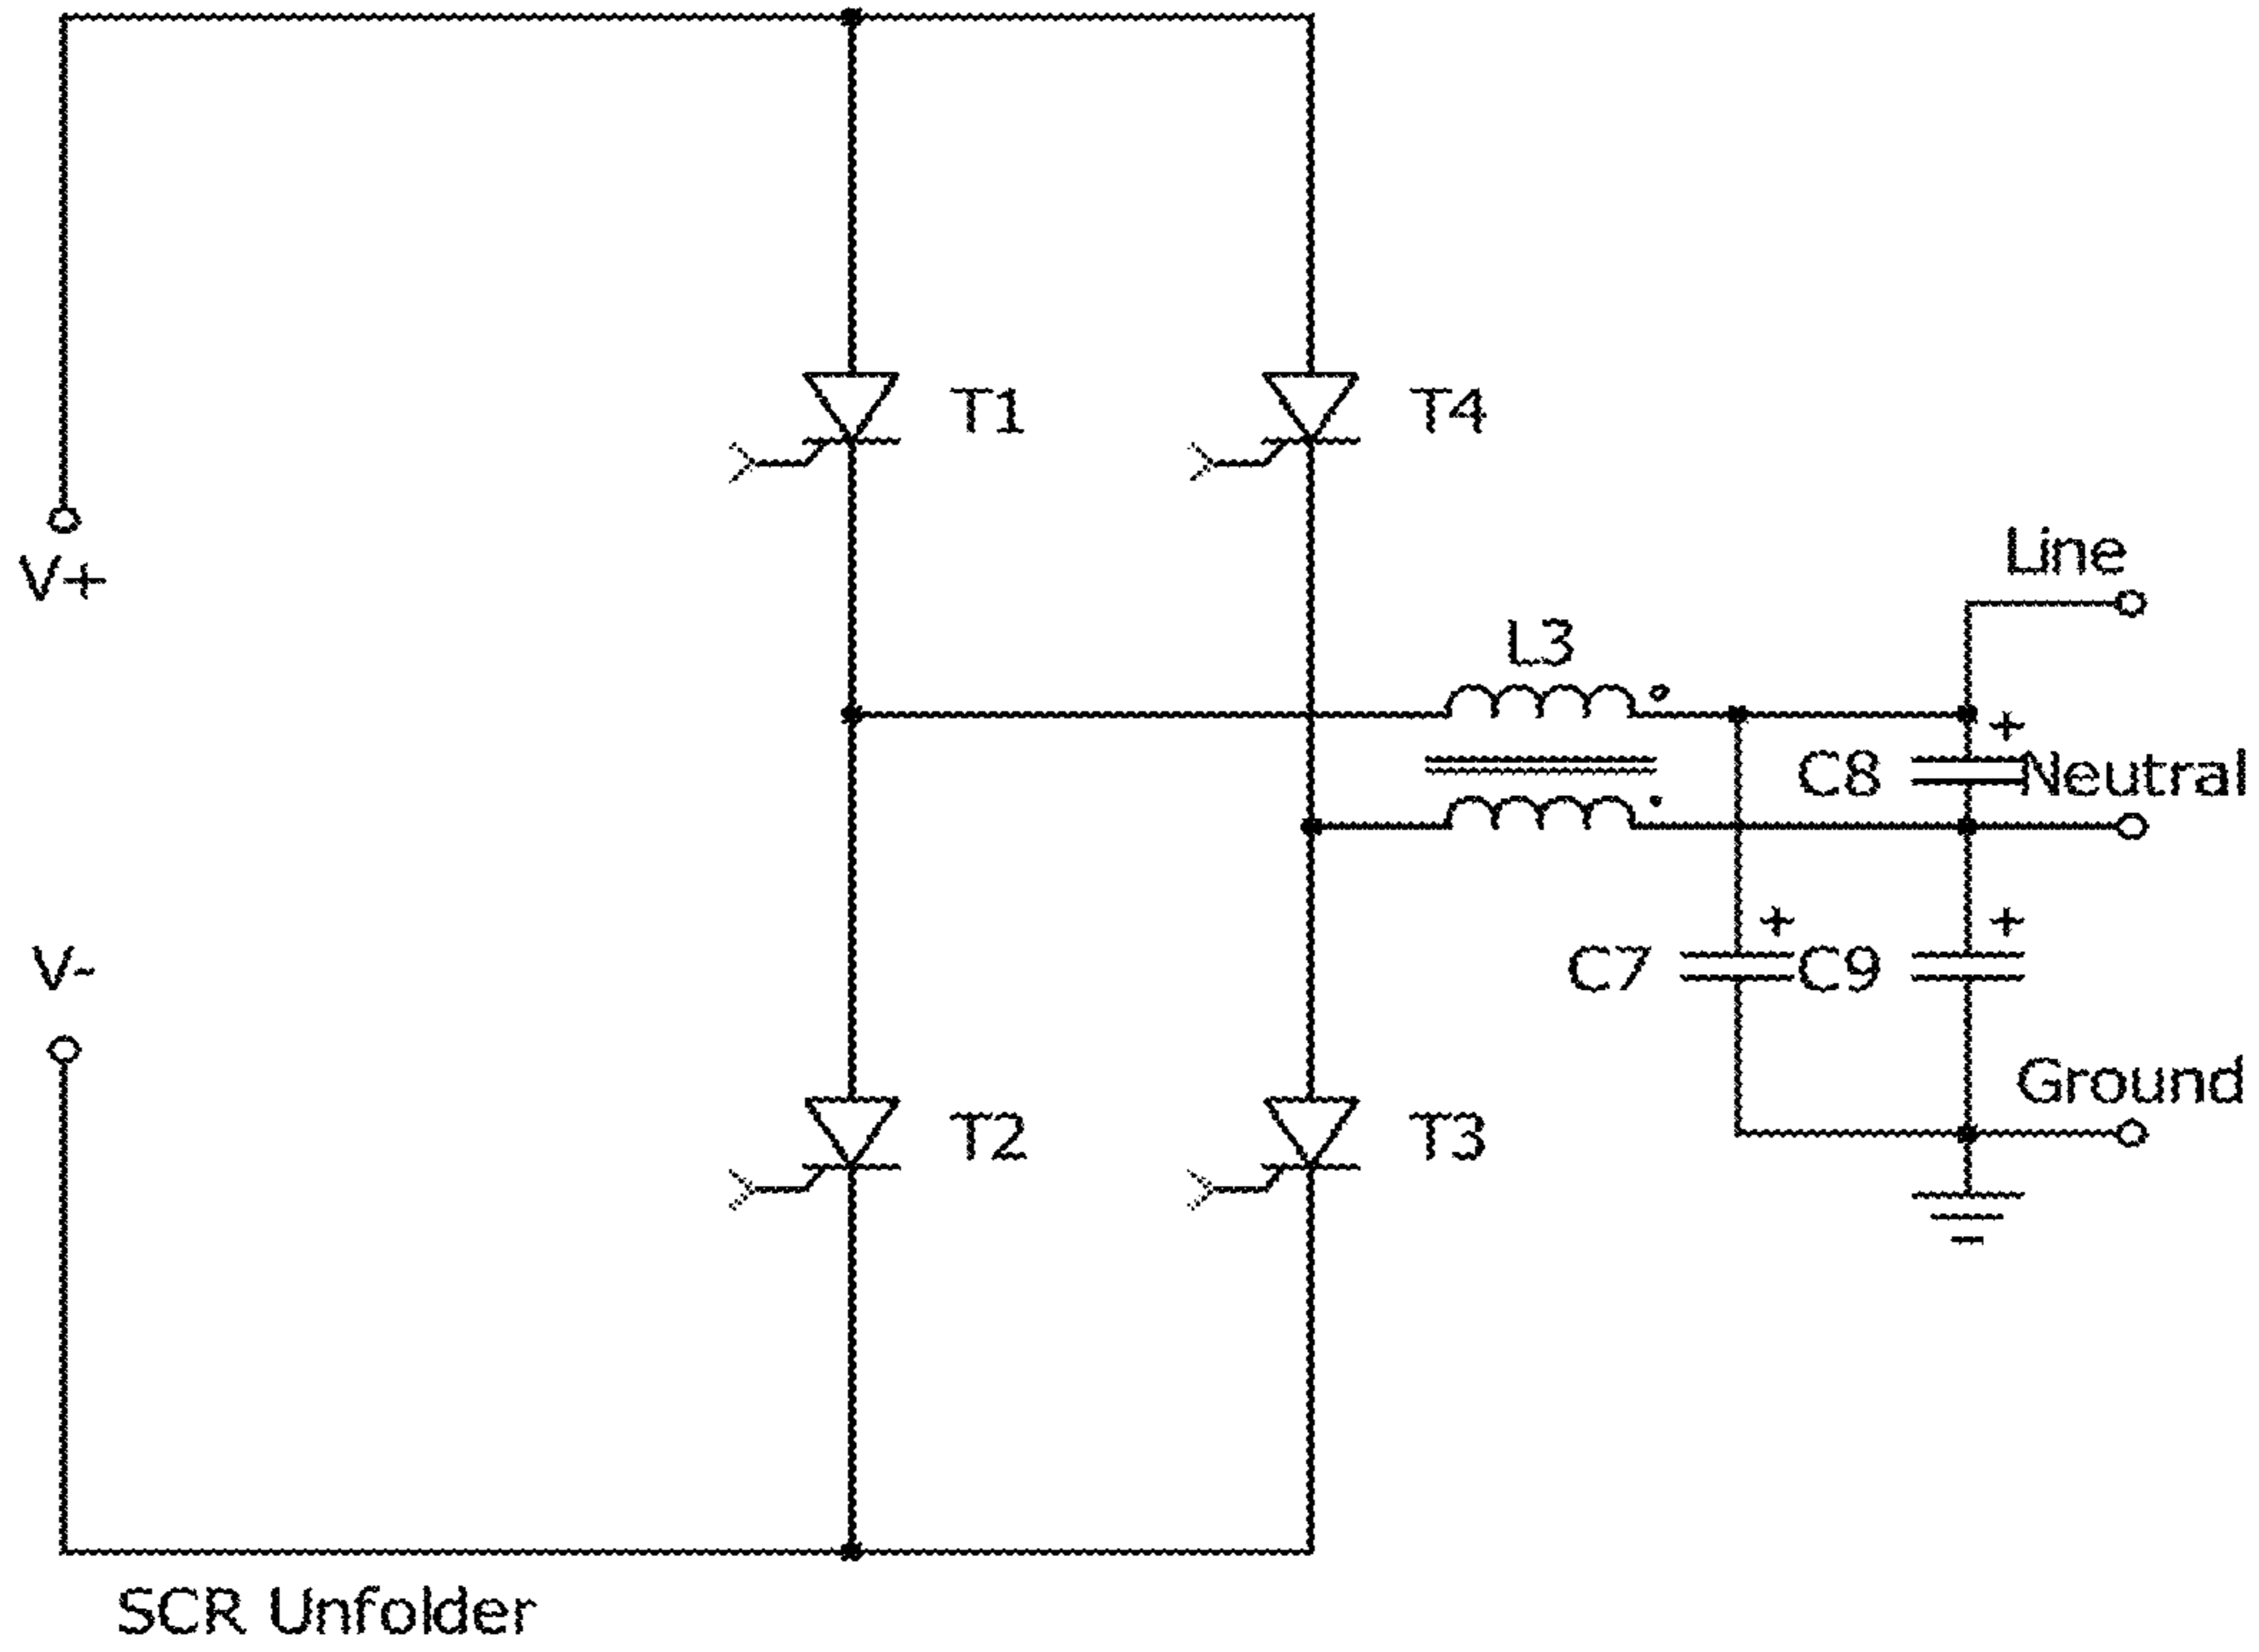 T1
T4
V+
Line
L3
+
C8
Neutral
V-
+
+
C7
C9
Ground
T2
T3
SCR Unfolder